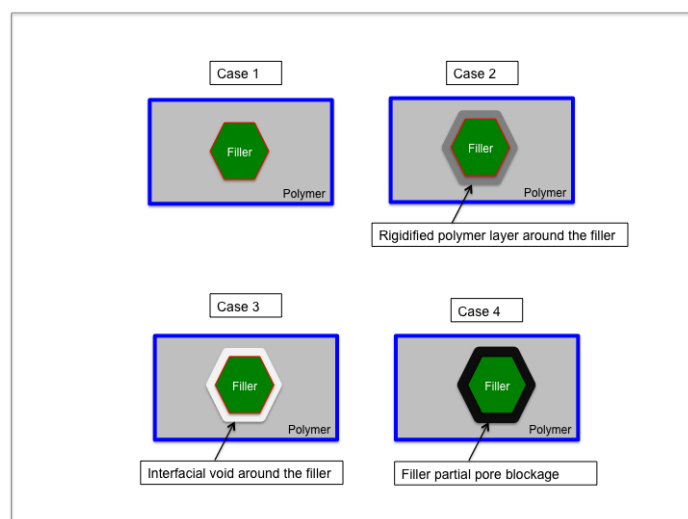 Case 1
Case 2
Filler
Filler
Polymer
Polymer
Rigidified polymer layer around the filler
Case 3
Case 4
Filler
Filler
Polymer
Polymer
Interfacial void around the filler
Filler partial pore blockage